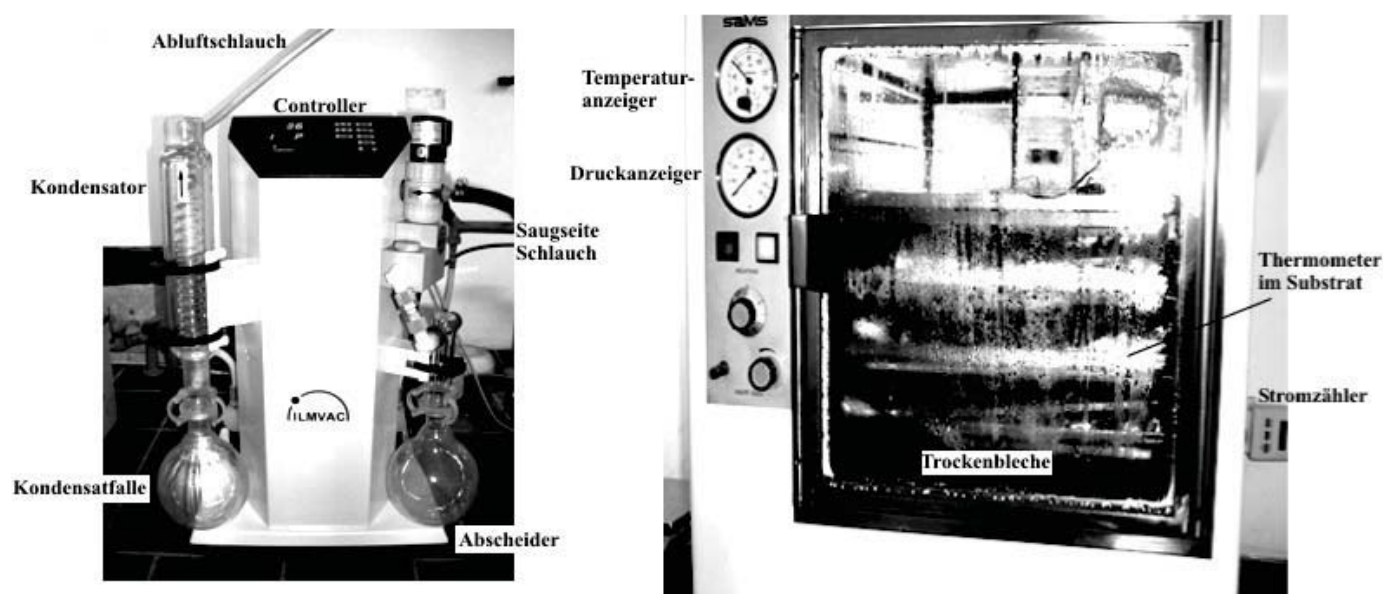 Abluftschlauch
Controller
Kondensator
Saugseite
Schlauch
ILMVAC
Kondensatfalle
Abscheider
SAMS
Temperatur-
anzeiger
Druckanzeiger
Thermometer
im Substrat
Stromzähler
Trockenbleche